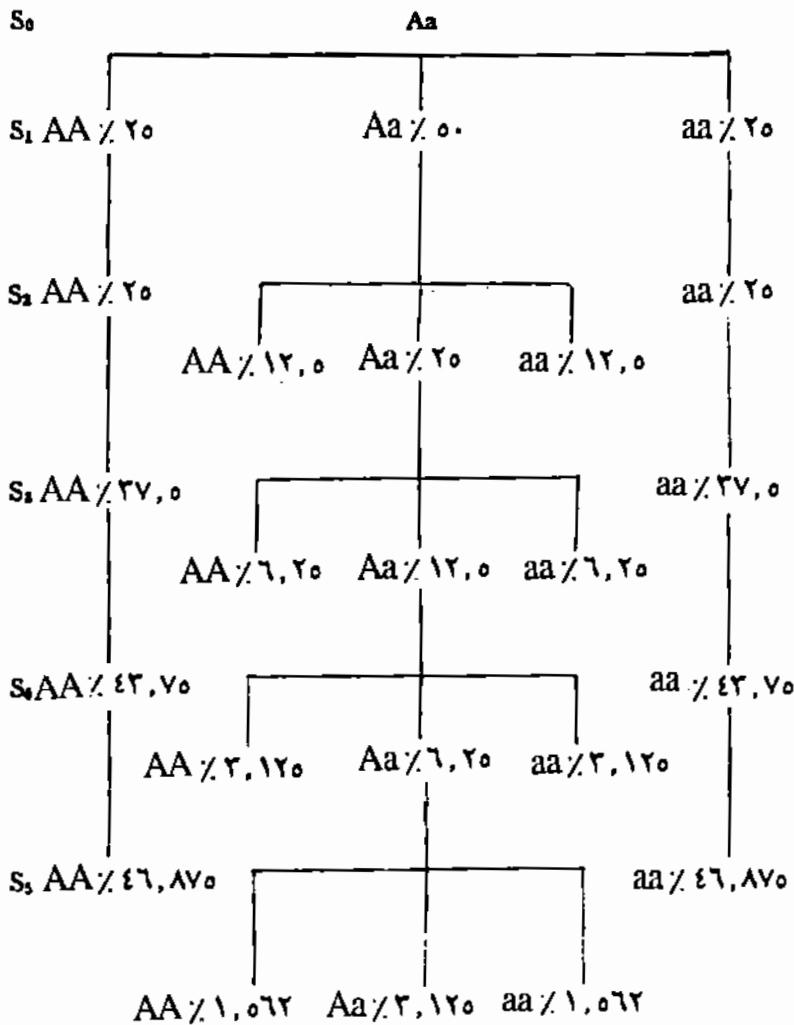 S₀ Aa
S₁ AA ٪ ٢٥ Aa ٪ ٥٠ aa ٪ ٢٥
S₂ AA ٪ ٢٥ aa ٪ ٢٥
AA ٪ ١٢,٥ Aa ٪ ٢٥ aa ٪ ١٢,٥
S₃ AA ٪ ٣٧,٥ aa ٪ ٣٧,٥
AA ٪ ٦,٢٥ Aa ٪ ١٢,٥ aa ٪ ٦,٢٥
S₄ AA ٪ ٤٣,٧٥ aa ٪ ٤٣,٧٥
AA ٪ ٣,١٢٥ Aa ٪ ٦,٢٥ aa ٪ ٣,١٢٥
S₅ AA ٪ ٤٦,٨٧٥ aa ٪ ٤٦,٨٧٥
AA ٪ ١,٥٦٢ Aa ٪ ٣,١٢٥ aa ٪ ١,٥٦٢